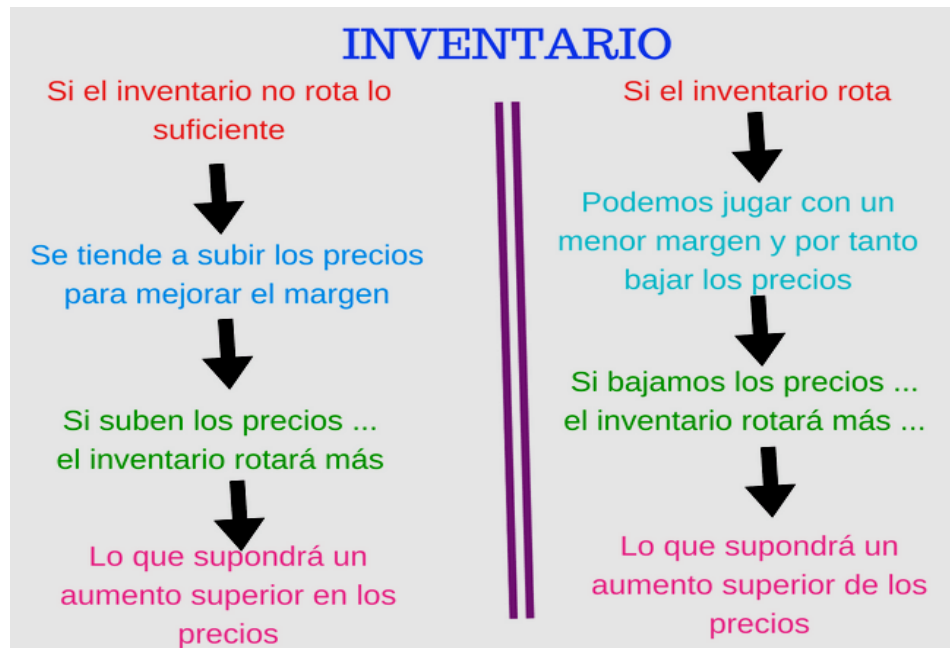 INVENTARIO
Si el inventario no rota lo
suficiente
Se tiende a subir los precios
para mejorar el margen
Si suben los precios ...
el inventario rotará más
Lo que supondrá un
aumento superior en los
precios
Si el inventario rota
Podemos jugar con un
menor margen y por tanto
bajar los precios
Si bajamos los precios ...
el inventario rotará más ...
Lo que supondrá un
aumento superior de los
precios